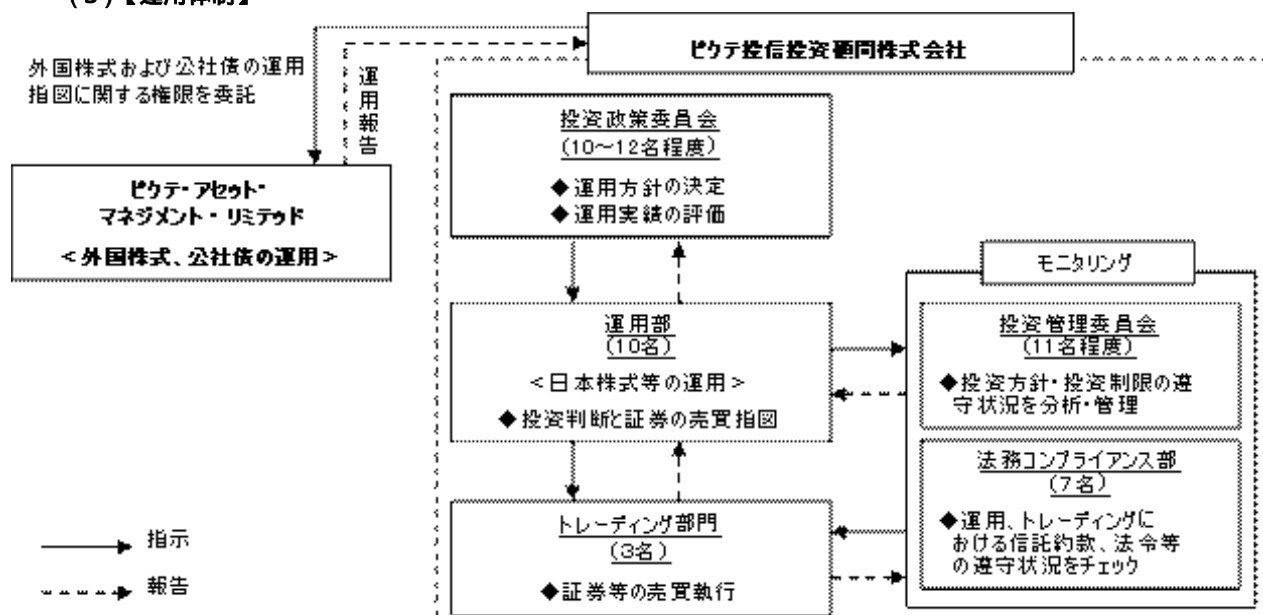 (3)【運用体制】
ピクテ投信投資顧問株式会社
外国株式および公社債の運用
指図に関する権限を委託
運用報告
ピクテ・アセット・
マネジメント・リミテッド
<外国株式、公社債の運用>
投資政策委員会
(10~12名程度)
◆運用方針の決定
◆運用実績の評価
運用部
(10名)
<日本株式等の運用>
◆投資判断と証券の売買指図
トレーディング部門
(3名)
◆証券等の売買執行
モニタリング
投資管理委員会
(11名程度)
◆投資方針・投資制限の遵
守状況を分析・管理
法務コンプライアンス部
(7名)
◆運用、トレーディングに
おける信託約款、法令等
の遵守状況をチェック
指示
報告